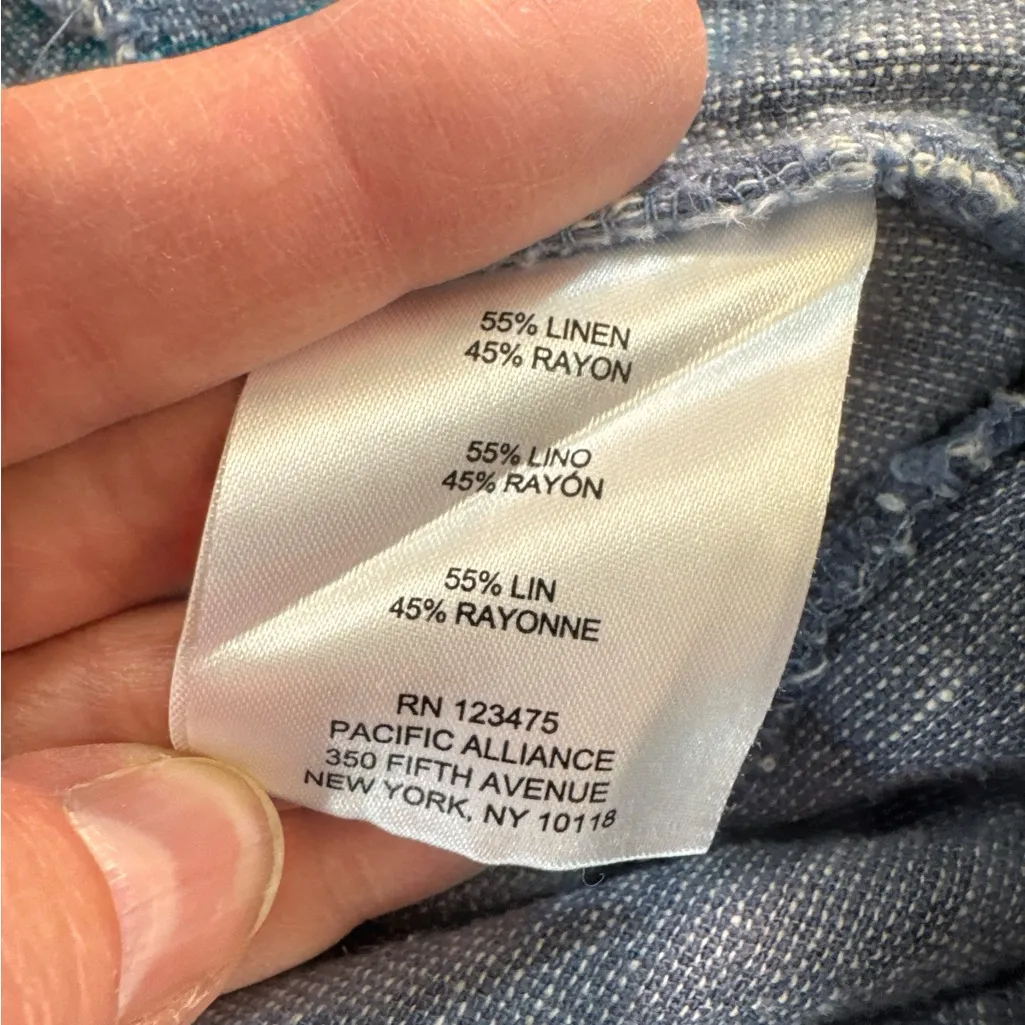 55% LINEN
45% RAYON
55% LINO
45% RAYÓN
55% LIN
45% RAYONNE
RN 123475
PACIFIC ALLIANCE
350 FIFTH AVENUE
NEW YORK, NY 10118